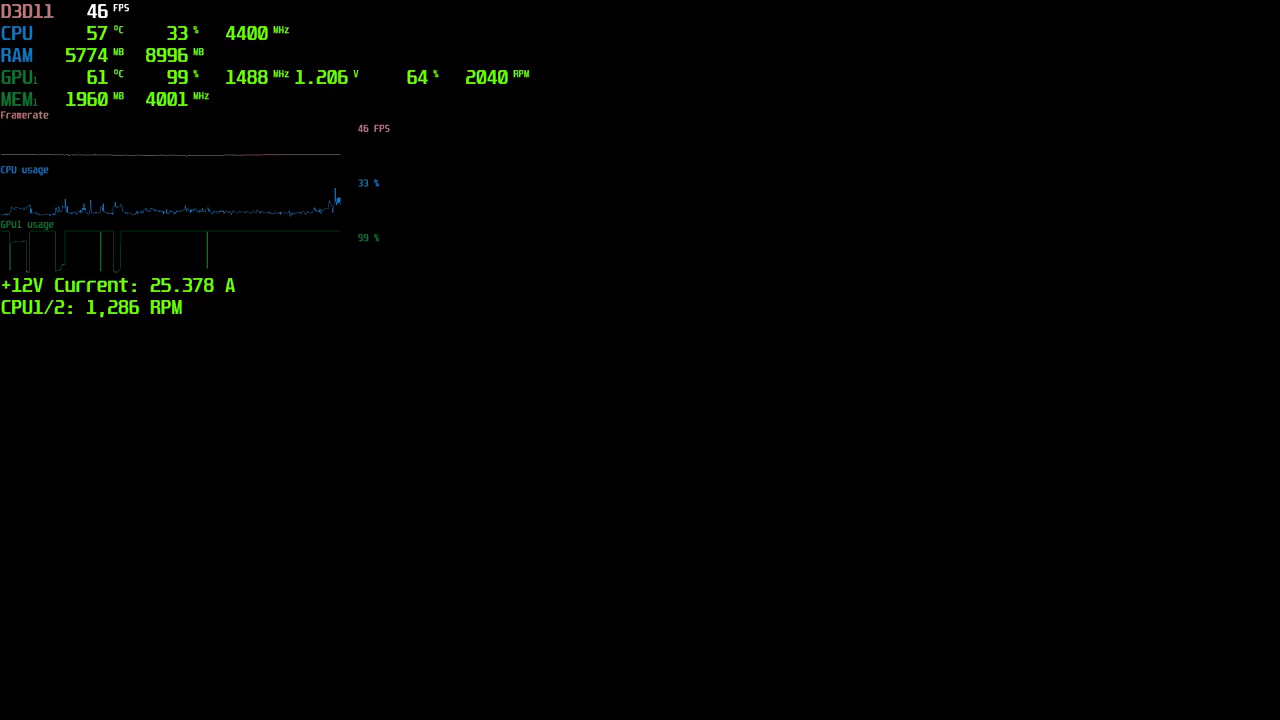 D3D11 46 FPS
CPU 57 °C 33 % 4400 MHz
RAM 5774 MB 8996 MB
GPU1 61 °C 99 % 1488 MHz 1.206 V 64 % 2040 RPM
MEM1 1960 MB 4001 MHz
Framerate
46 FPS
CPU usage
33 %
GPU1 usage
99 %
+12V Current: 25.378 A
CPU1/2: 1,286 RPM